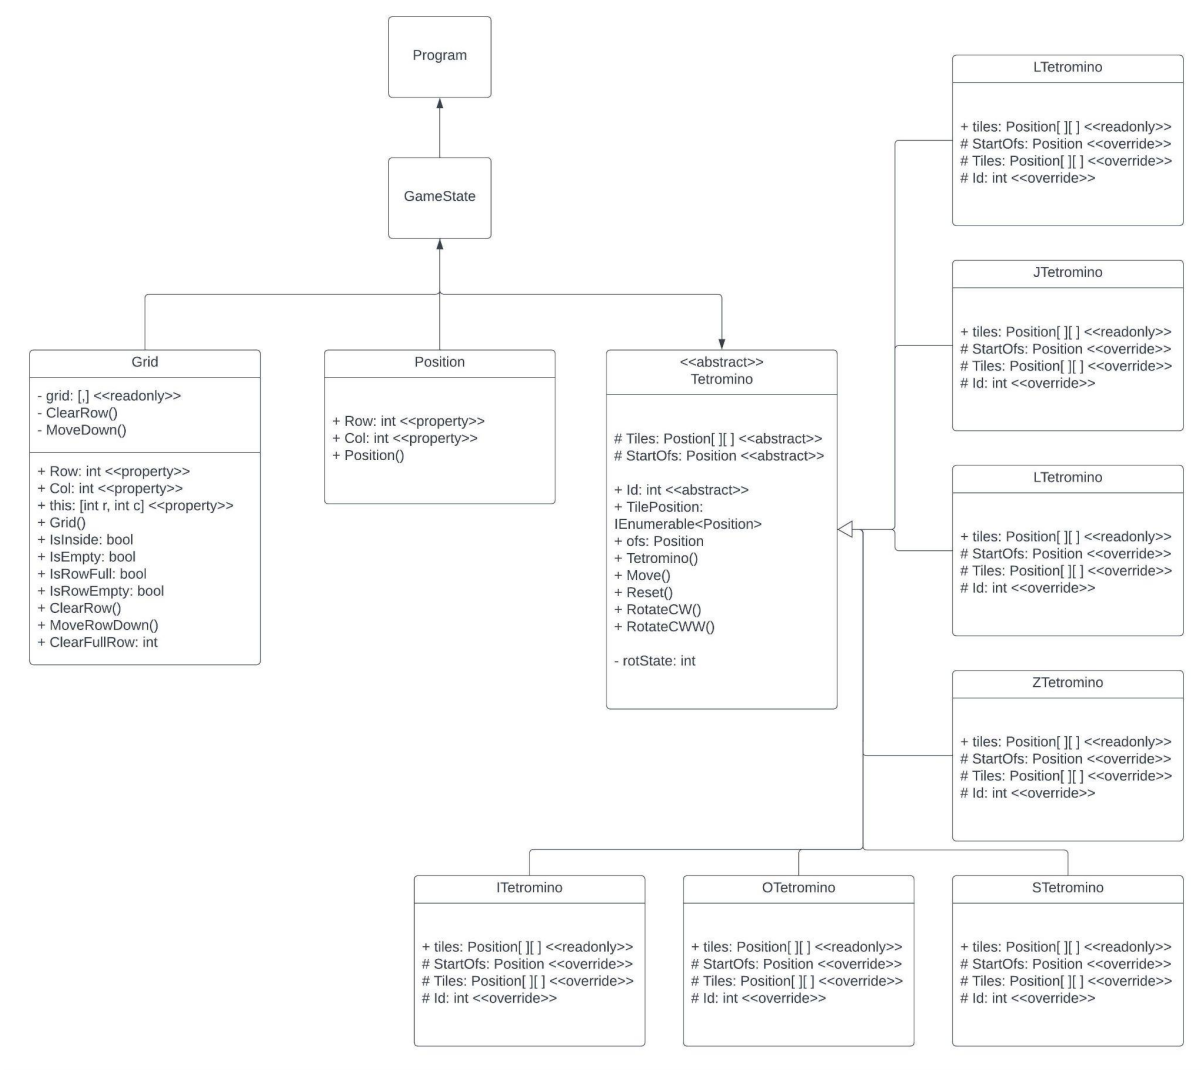 Program
GameState
Grid
- grid: [,] <<readonly>>
- ClearRow()
- MoveDown()
+ Row: int <<property>>
+ Col: int <<property>>
+ this: [int r, int c] <<property>>
+ Grid()
+ IsInside: bool
+ IsEmpty: bool
+ IsRowFull: bool
+ IsRowEmpty: bool
+ ClearRow()
+ MoveRowDown()
+ ClearFullRow: int
Position
+ Row: int <<property>>
+ Col: int <<property>>
+ Position()
<<abstract>>
Tetromino
# Tiles: Postion[ ][ ] <<abstract>>
# StartOfs: Position <<abstract>>
+ Id: int <<abstract>>
+ TilePosition:
IEnumerable<Position>
+ ofs: Position
+ Tetromino()
+ Move()
+ Reset()
+ RotateCW()
+ RotateCWW()
- rotState: int
LTetromino
+ tiles: Position[ ][ ] <<readonly>>
# StartOfs: Position <<override>>
# Tiles: Position[ ][ ] <<override>>
# Id: int <<override>>
JTetromino
+ tiles: Position[ ][ ] <<readonly>>
# StartOfs: Position <<override>>
# Tiles: Position[ ][ ] <<override>>
# Id: int <<override>>
LTetromino
+ tiles: Position[ ][ ] <<readonly>>
# StartOfs: Position <<override>>
# Tiles: Position[ ][ ] <<override>>
# Id: int <<override>>
ZTetromino
+ tiles: Position[ ][ ] <<readonly>>
# StartOfs: Position <<override>>
# Tiles: Position[ ][ ] <<override>>
# Id: int <<override>>
ITetromino
+ tiles: Position[ ][ ] <<readonly>>
# StartOfs: Position <<override>>
# Tiles: Position[ ][ ] <<override>>
# Id: int <<override>>
OTetromino
+ tiles: Position[ ][ ] <<readonly>>
# StartOfs: Position <<override>>
# Tiles: Position[ ][ ] <<override>>
# Id: int <<override>>
STetromino
+ tiles: Position[ ][ ] <<readonly>>
# StartOfs: Position <<override>>
# Tiles: Position[ ][ ] <<override>>
# Id: int <<override>>